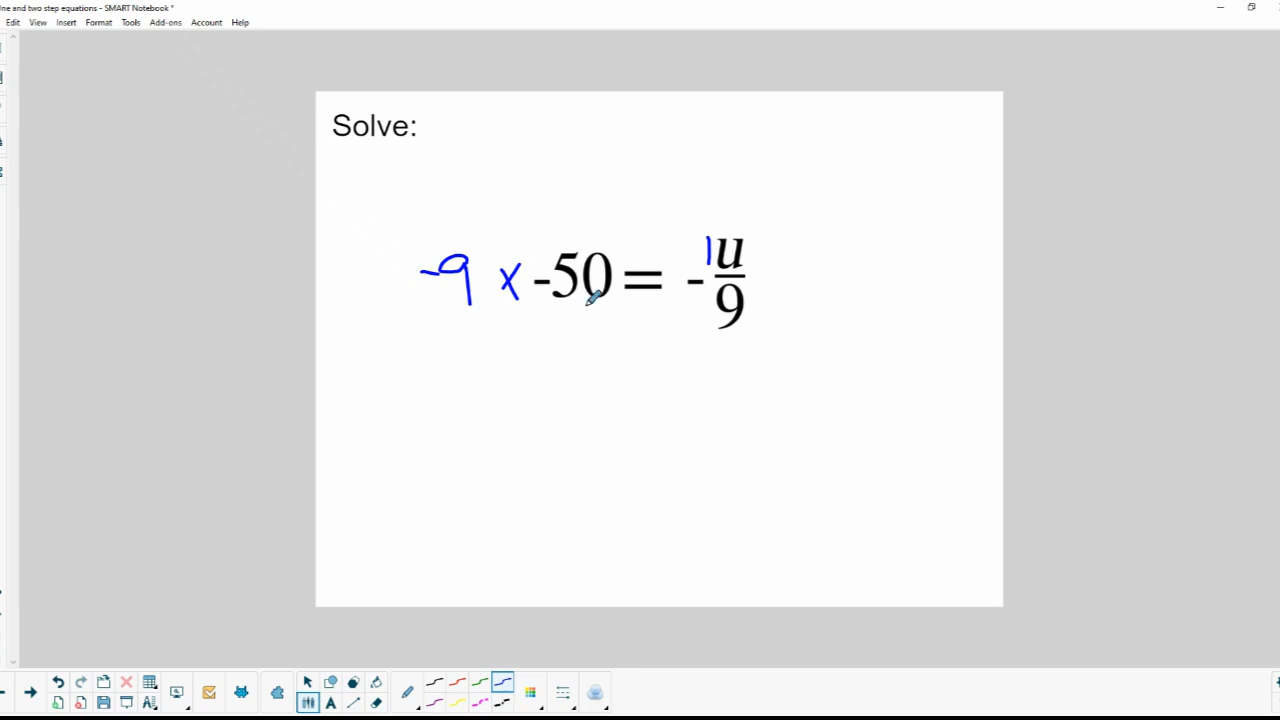 One and two step equations - SMART Notebook *
Edit View Insert Format Tools Add-ons Account Help
Solve:
-9 x -50 = - 1u/9